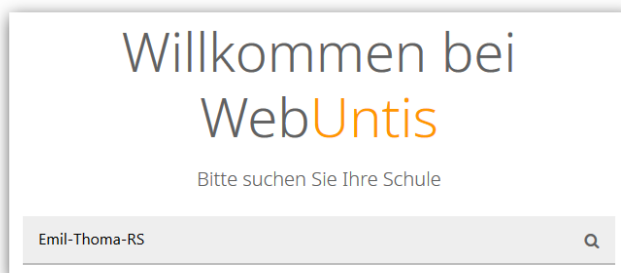 Willkommen bei
WebUntis
Bitte suchen Sie Ihre Schule
Emil-Thoma-RS